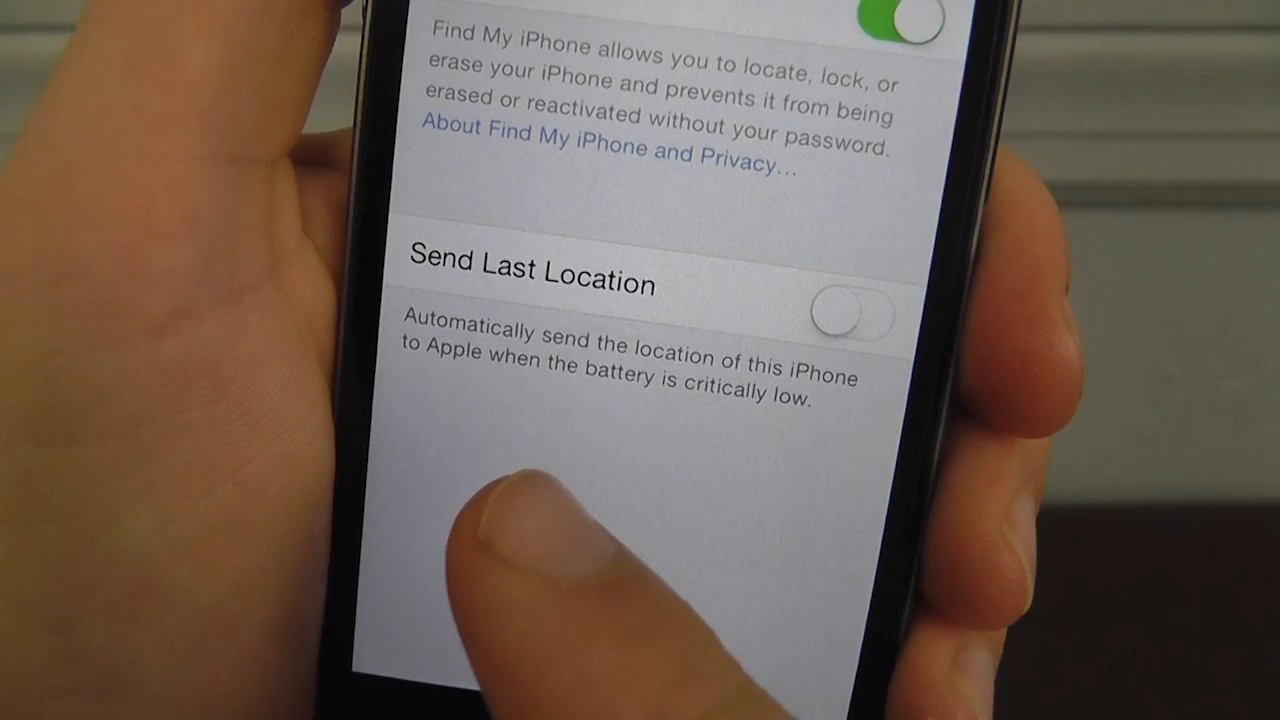 Find My iPhone allows you to locate, lock, or
erase your iPhone and prevents it from being
erased or reactivated without your password.
About Find My iPhone and Privacy...
Send Last Location
Automatically send the location of this iPhone
to Apple when the battery is critically low.